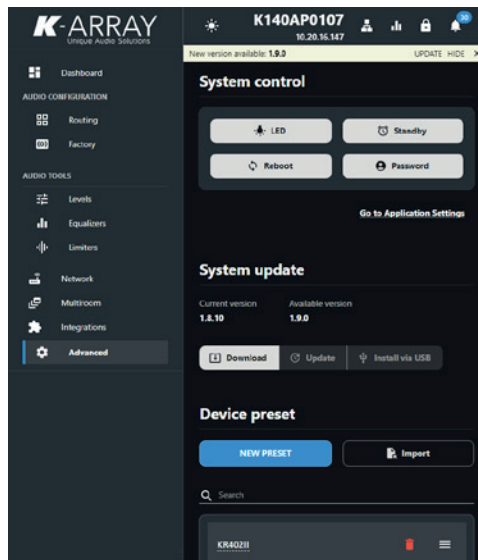 K-ARRAY
Unique Audio Solutions
K140AP0107
10.20.16.147
30
New version available: 1.9.0
UPDATE HIDE X
Dashboard
AUDIO CONFIGURATION
Routing
Factory
AUDIO TOOLS
Levels
Equalizers
Limiters
Network
Multiroom
Integrations
Advanced
System control
LED
Standby
Reboot
Password
Go to Application Settings
System update
Current version
Available version
1.8.10
1.9.0
Download
Update
Install via USB
Device preset
NEW PRESET
Import
Search
KR402II